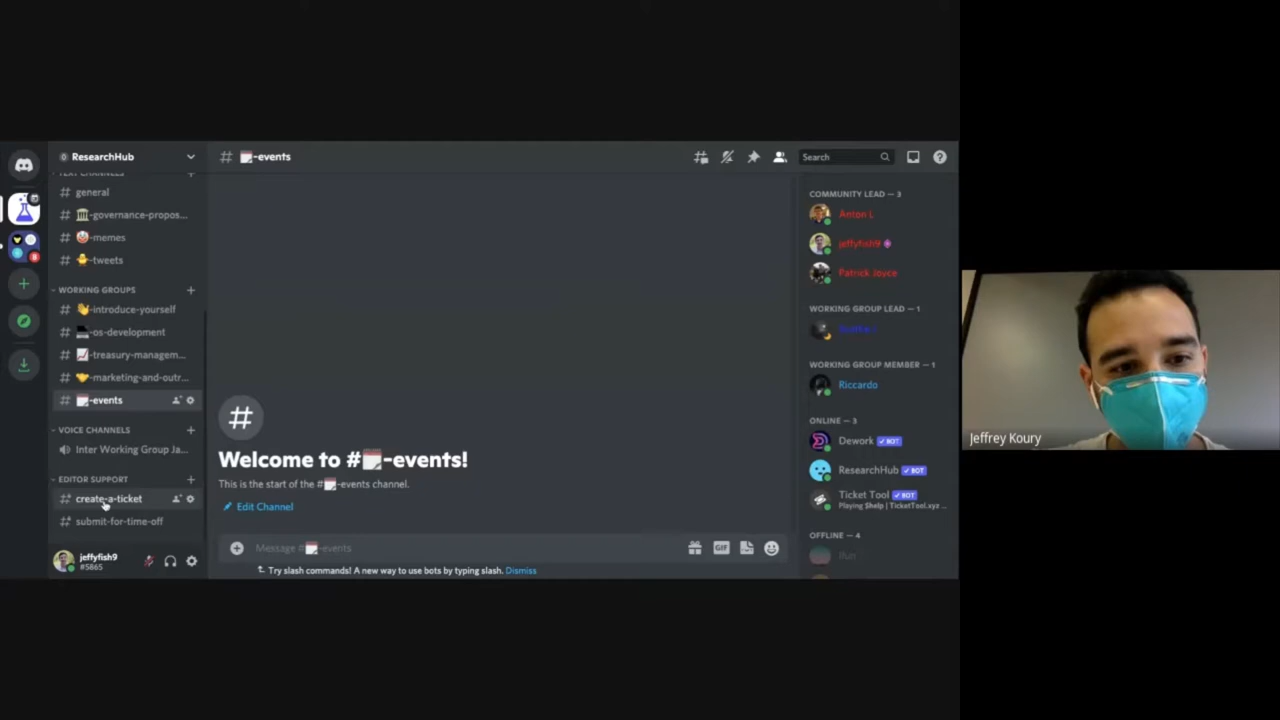 ResearchHub
TEXT CHANNELS
general
-governance-propos...
-memes
-tweets
WORKING GROUPS
-introduce-yourself
-os-development
-treasury-managem...
-marketing-and-outr...
-events
VOICE CHANNELS
Inter Working Group Ja...
EDITOR SUPPORT
create-a-ticket
submit-for-time-off
jeffyfish9
#5865
-events
Search
Welcome to #-events!
This is the start of the #-events channel.
Edit Channel
Message #-events
Try slash commands! A new way to use bots by typing slash. Dismiss
GIF
COMMUNITY LEAD — 3
Anton L
jeffyfish9
Patrick Joyce
WORKING GROUP LEAD — 1
WORKING GROUP MEMBER — 1
Riccardo
ONLINE — 3
Dework ✓ BOT
ResearchHub ✓ BOT
Ticket Tool ✓ BOT
Playing $help | TicketTool.xyz ...
OFFLINE — 4
Jeffrey Koury